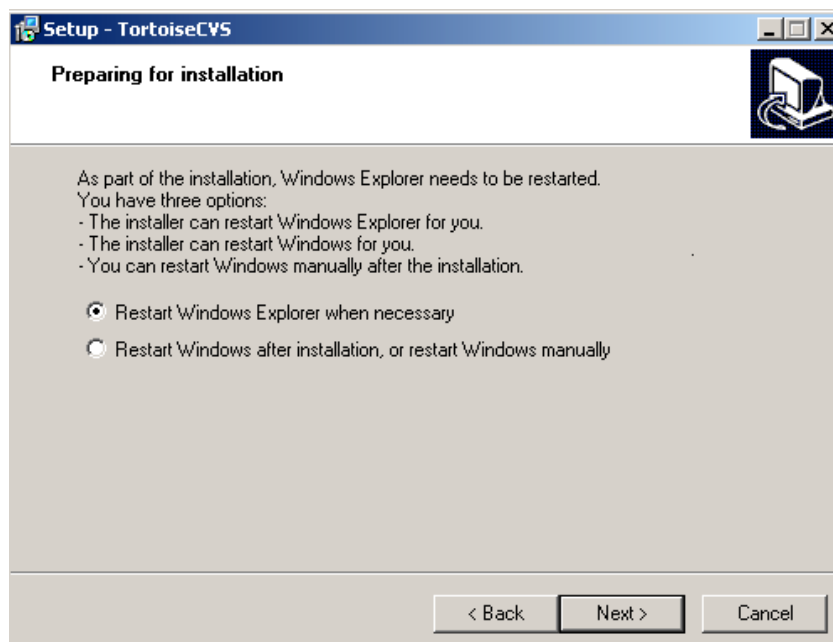 Setup - TortoiseCVS
Preparing for installation
As part of the installation, Windows Explorer needs to be restarted.
You have three options:
- The installer can restart Windows Explorer for you.
- The installer can restart Windows for you.
- You can restart Windows manually after the installation.
Restart Windows Explorer when necessary
Restart Windows after installation, or restart Windows manually
< Back Next > Cancel